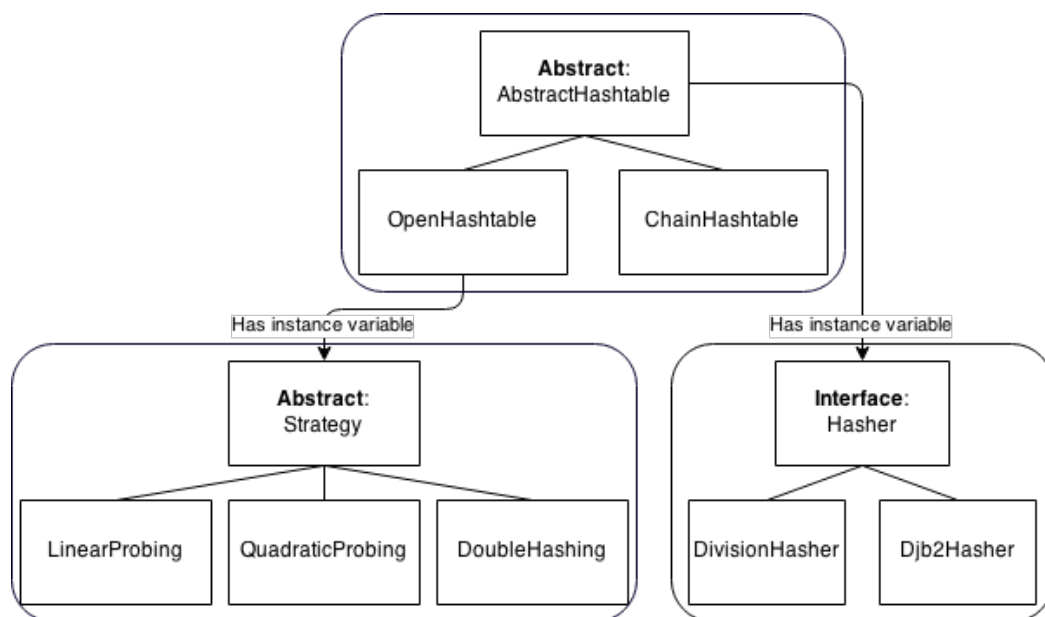 Abstract:
AbstractHashtable
OpenHashtable
ChainHashtable
Has instance variable
Has instance variable
Abstract:
Strategy
Interface:
Hasher
LinearProbing
QuadraticProbing
DoubleHashing
DivisionHasher
Djb2Hasher